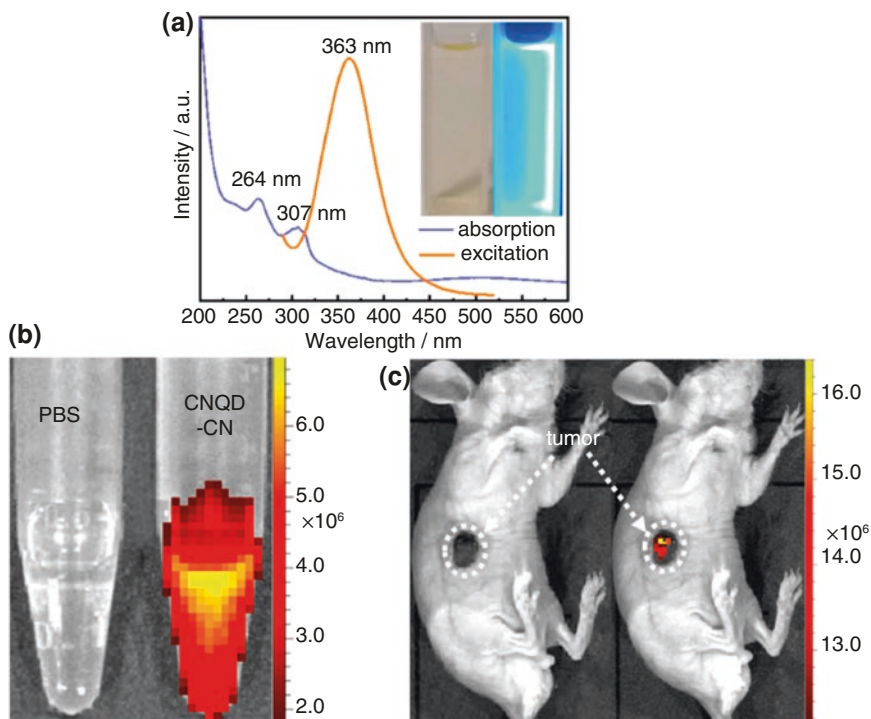 (a)
363 nm
264 nm
307 nm
Intensity / a.u.
absorption
excitation
200 250 300 350 400 450 500 550 600
Wavelength / nm
(b)
PBS
CNQD
-CN
6.0
5.0
×10⁶
4.0
3.0
2.0
(c)
tumor
16.0
15.0
×10⁶
14.0
13.0